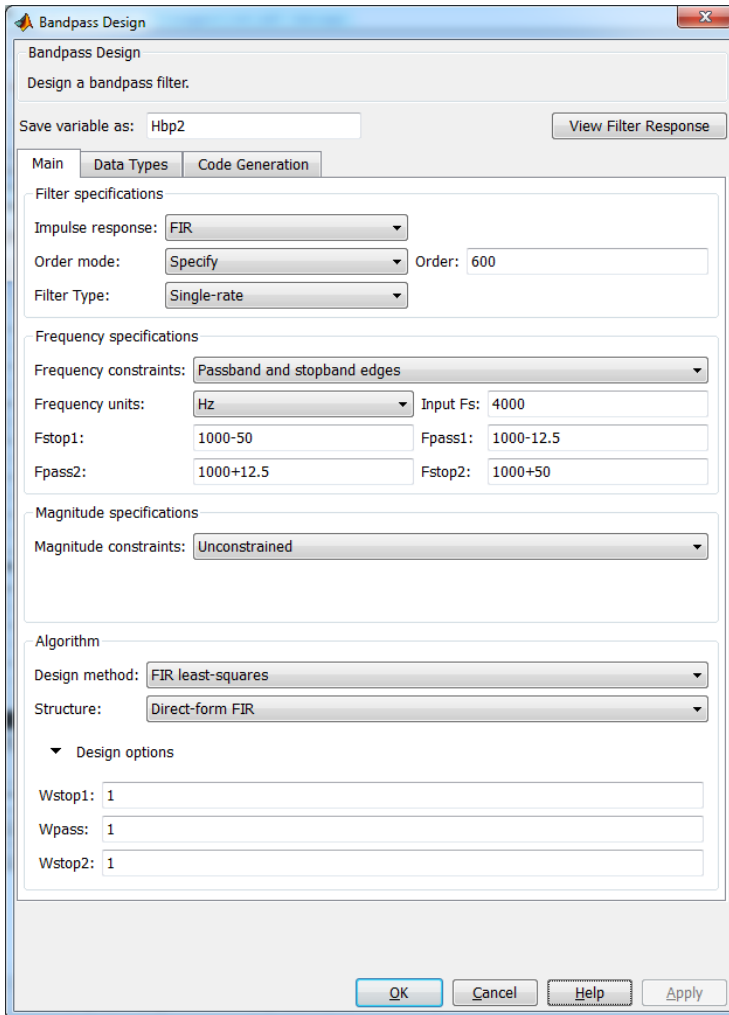 Bandpass Design
Bandpass Design
Design a bandpass filter.
Save variable as: Hbp2 View Filter Response
Main Data Types Code Generation
Filter specifications
Impulse response: FIR
Order mode: Specify Order: 600
Filter Type: Single-rate
Frequency specifications
Frequency constraints: Passband and stopband edges
Frequency units: Hz Input Fs: 4000
Fstop1: 1000-50 Fpass1: 1000-12.5
Fpass2: 1000+12.5 Fstop2: 1000+50
Magnitude specifications
Magnitude constraints: Unconstrained
Algorithm
Design method: FIR least-squares
Structure: Direct-form FIR
Design options
Wstop1: 1
Wpass: 1
Wstop2: 1
OK Cancel Help Apply